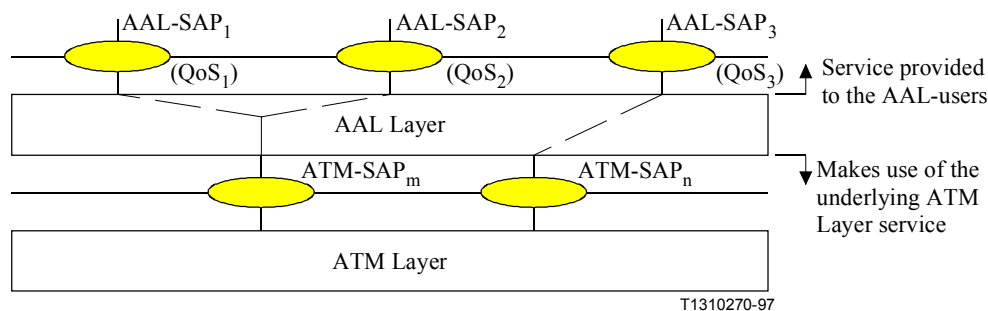 AAL-SAP1
AAL-SAP2
AAL-SAP3
(QoS1)
(QoS2)
(QoS3)
Service provided
to the AAL-users
AAL Layer
ATM-SAPm
ATM-SAPn
Makes use of the
underlying ATM
Layer service
ATM Layer
T1310270-97